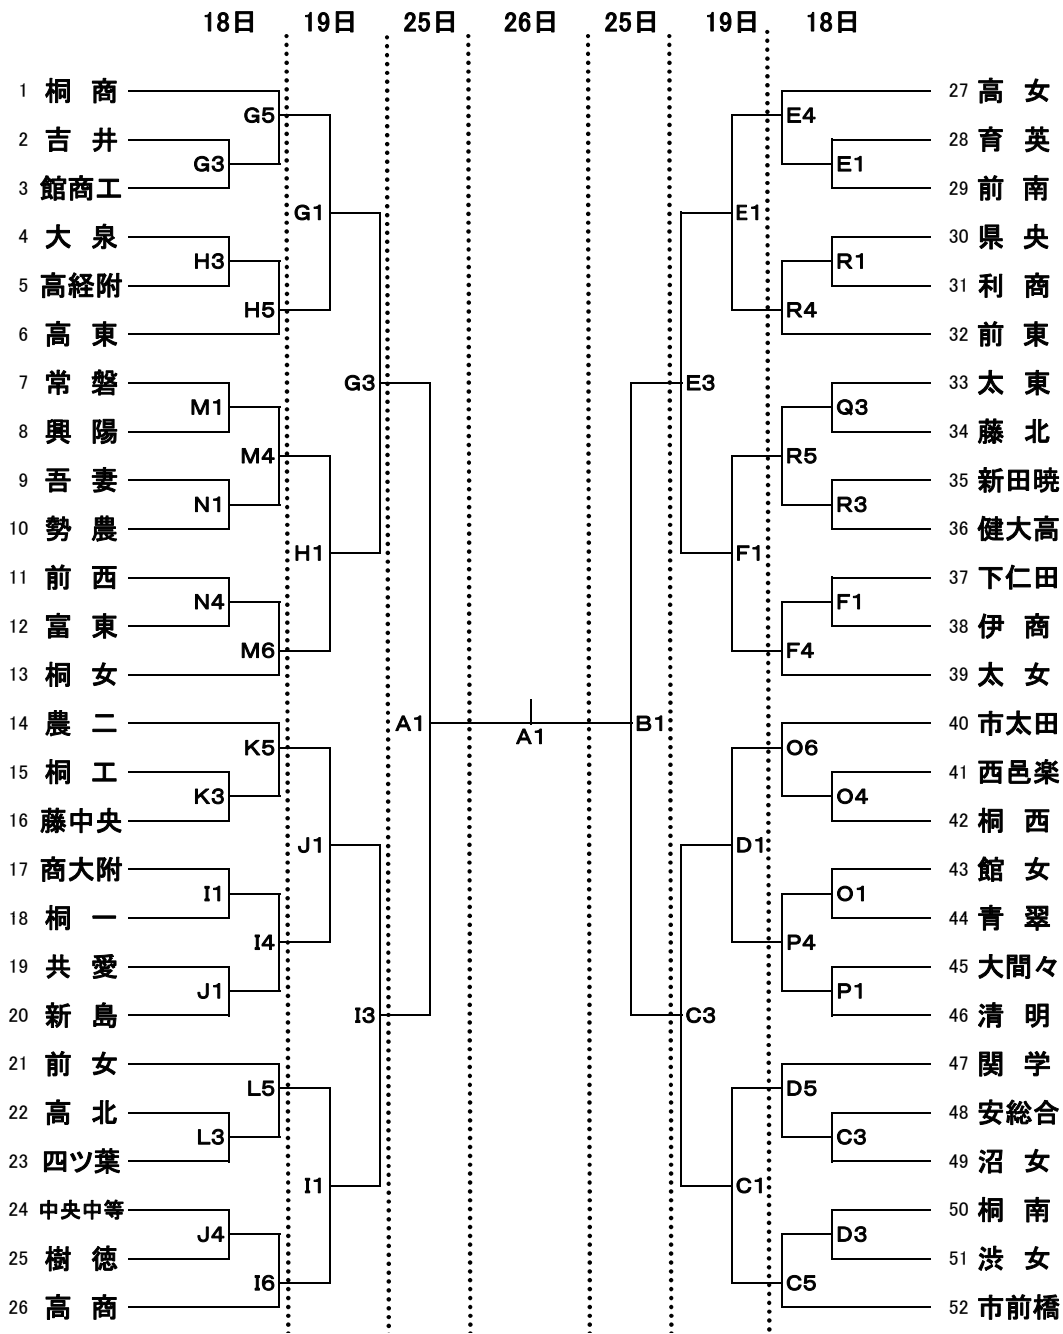 18日 19日 25日 26日 25日 19日 18日
1 桐 商
2 吉 井
3 館商工
4 大 泉
5 高経附
6 高 東
7 常 磐
8 興 陽
9 吾 妻
10 勢 農
11 前 西
12 富 東
13 桐 女
14 農 二
15 桐 工
16 藤中央
17 商大附
18 桐 一
19 共 愛
20 新 島
21 前 女
22 高 北
23 四ツ葉
24 中央中等
25 樹 徳
26 高 商
G5
G3
H3
H5
M1
M4
N1
N4
M6
K5
K3
I1
I4
J1
L5
L3
J4
I6
G1
H1
J1
I1
G3
I3
A1
A1
B1
E3
C3
E1
F1
D1
C1
E4
E1
R1
R4
Q3
R5
R3
F1
F4
O6
O4
O1
P4
P1
D5
C3
D3
C5
27 高 女
28 育 英
29 前 南
30 県 央
31 利 商
32 前 東
33 太 東
34 藤 北
35 新田暁
36 健大高
37 下仁田
38 伊 商
39 太 女
40 市太田
41 西邑楽
42 桐 西
43 館 女
44 青 翠
45 大間々
46 清 明
47 関 学
48 安総合
49 沼 女
50 桐 南
51 渋 女
52 市前橋